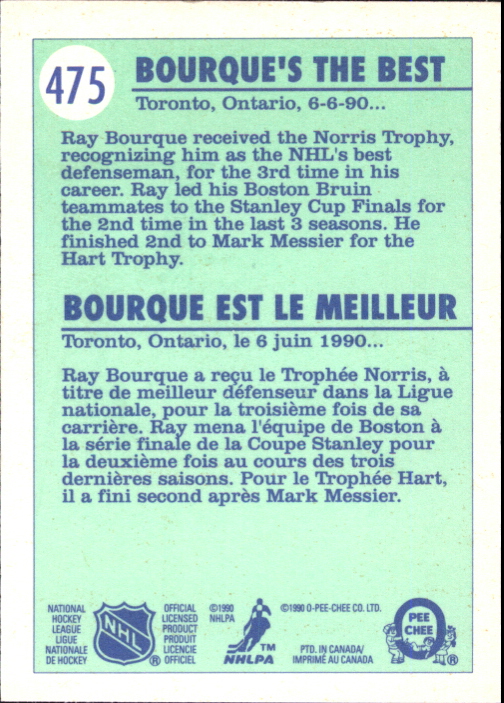 475
BOURQUE'S THE BEST
Toronto, Ontario, 6-6-90...
Ray Bourque received the Norris Trophy,
recognizing him as the NHL's best
defenseman, for the 3rd time in his
career. Ray led his Boston Bruin
teammates to the Stanley Cup Finals for
the 2nd time in the last 3 seasons. He
finished 2nd to Mark Messier for the
Hart Trophy.
BOURQUE EST LE MEILLEUR
Toronto, Ontario, le 6 juin 1990...
Ray Bourque a reçu le Trophée Norris, à
titre de meilleur défenseur dans la Ligue
nationale, pour la troisième fois de sa
carrière. Ray mena l'équipe de Boston à
la série finale de la Coupe Stanley pour
la deuxième fois au cours des trois
dernières saisons. Pour le Trophée Hart,
il a fini second après Mark Messier.
NATIONAL
HOCKEY
LEAGUE
LIGUE
NATIONALE
DE HOCKEY
NHL
®
OFFICIAL
LICENSED
PRODUCT
PRODUIT
LICENCIE
OFFICIEL
©1990
NHLPA
TM
NHLPA
©1990 O-PEE-CHEE CO. LTD.
PTD. IN CANADA/
IMPRIMÉ AU CANADA
O
PEE
CHEE
®